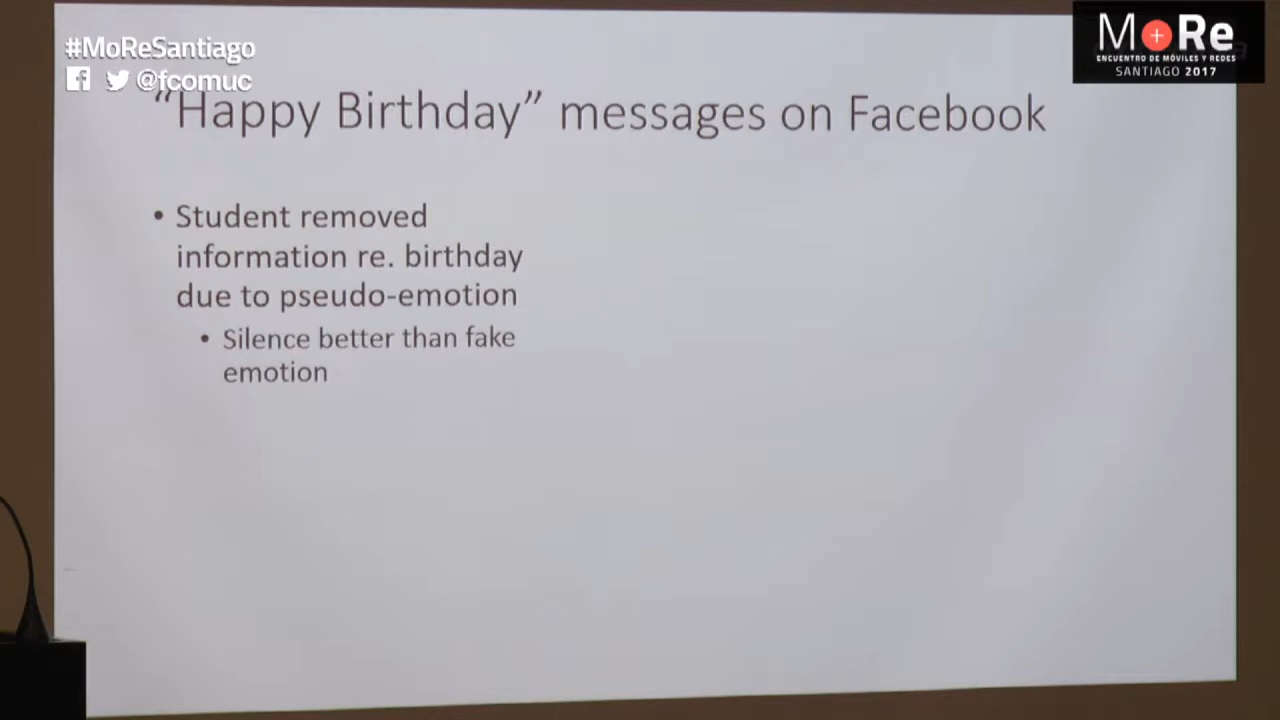 #MoReSantiago
@fcomuc
MoRe
ENCUENTRO DE MÓVILES Y REDES
SANTIAGO 2017
“Happy Birthday” messages on Facebook
• Student removed
information re. birthday
due to pseudo-emotion
• Silence better than fake
emotion